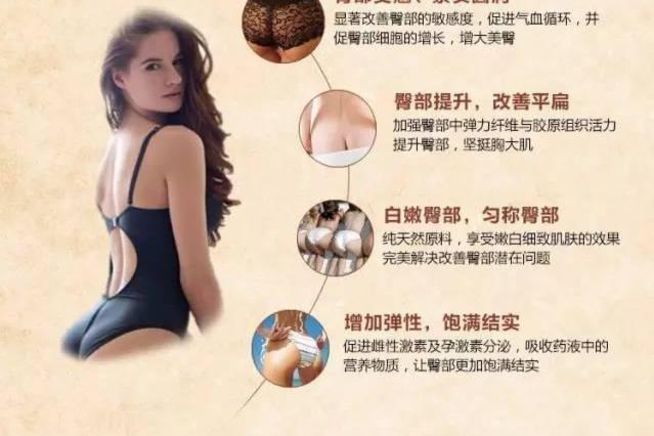 显著改善臀部的敏感度，促进气血循环，并
促臀部细胞的增长，增大美臀
臀部提升，改善平扁
加强臀部中弹力纤维与胶原组织活力
提升臀部，坚挺胸大肌
白嫩臀部，匀称臀部
纯天然原料，享受嫩白细致肌肤的效果
完美解决改善臀部潜在问题
增加弹性，饱满结实
促进雌性激素及孕激素分泌，吸收药液中的
营养物质，让臀部更加饱满结实